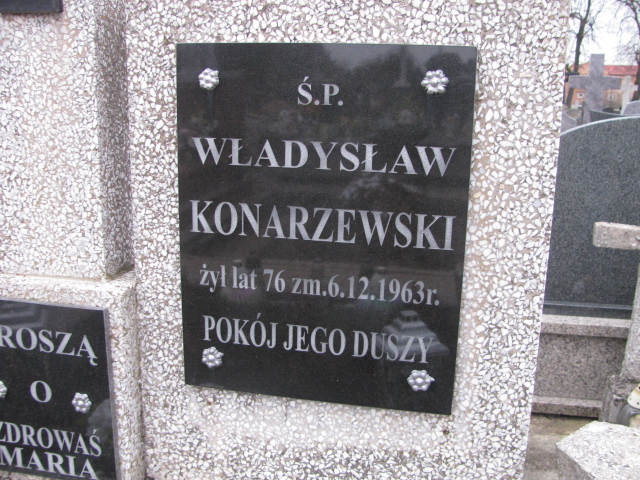 Ś.P.
WŁADYSŁAW
KONARZEWSKI
żył lat 76 zm.6.12.1963r.
POKÓJ JEGO DUSZY
ROSZĄ
O
ZDROWAŚ
MARIA